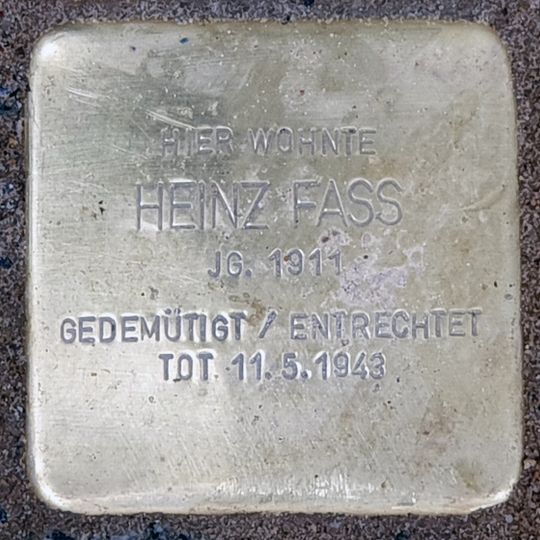 HIER WOHNTE
HEINZ FASS
JG. 1911
GEDEMÜTIGT / ENTRECHTET
TOT 11.5.1943